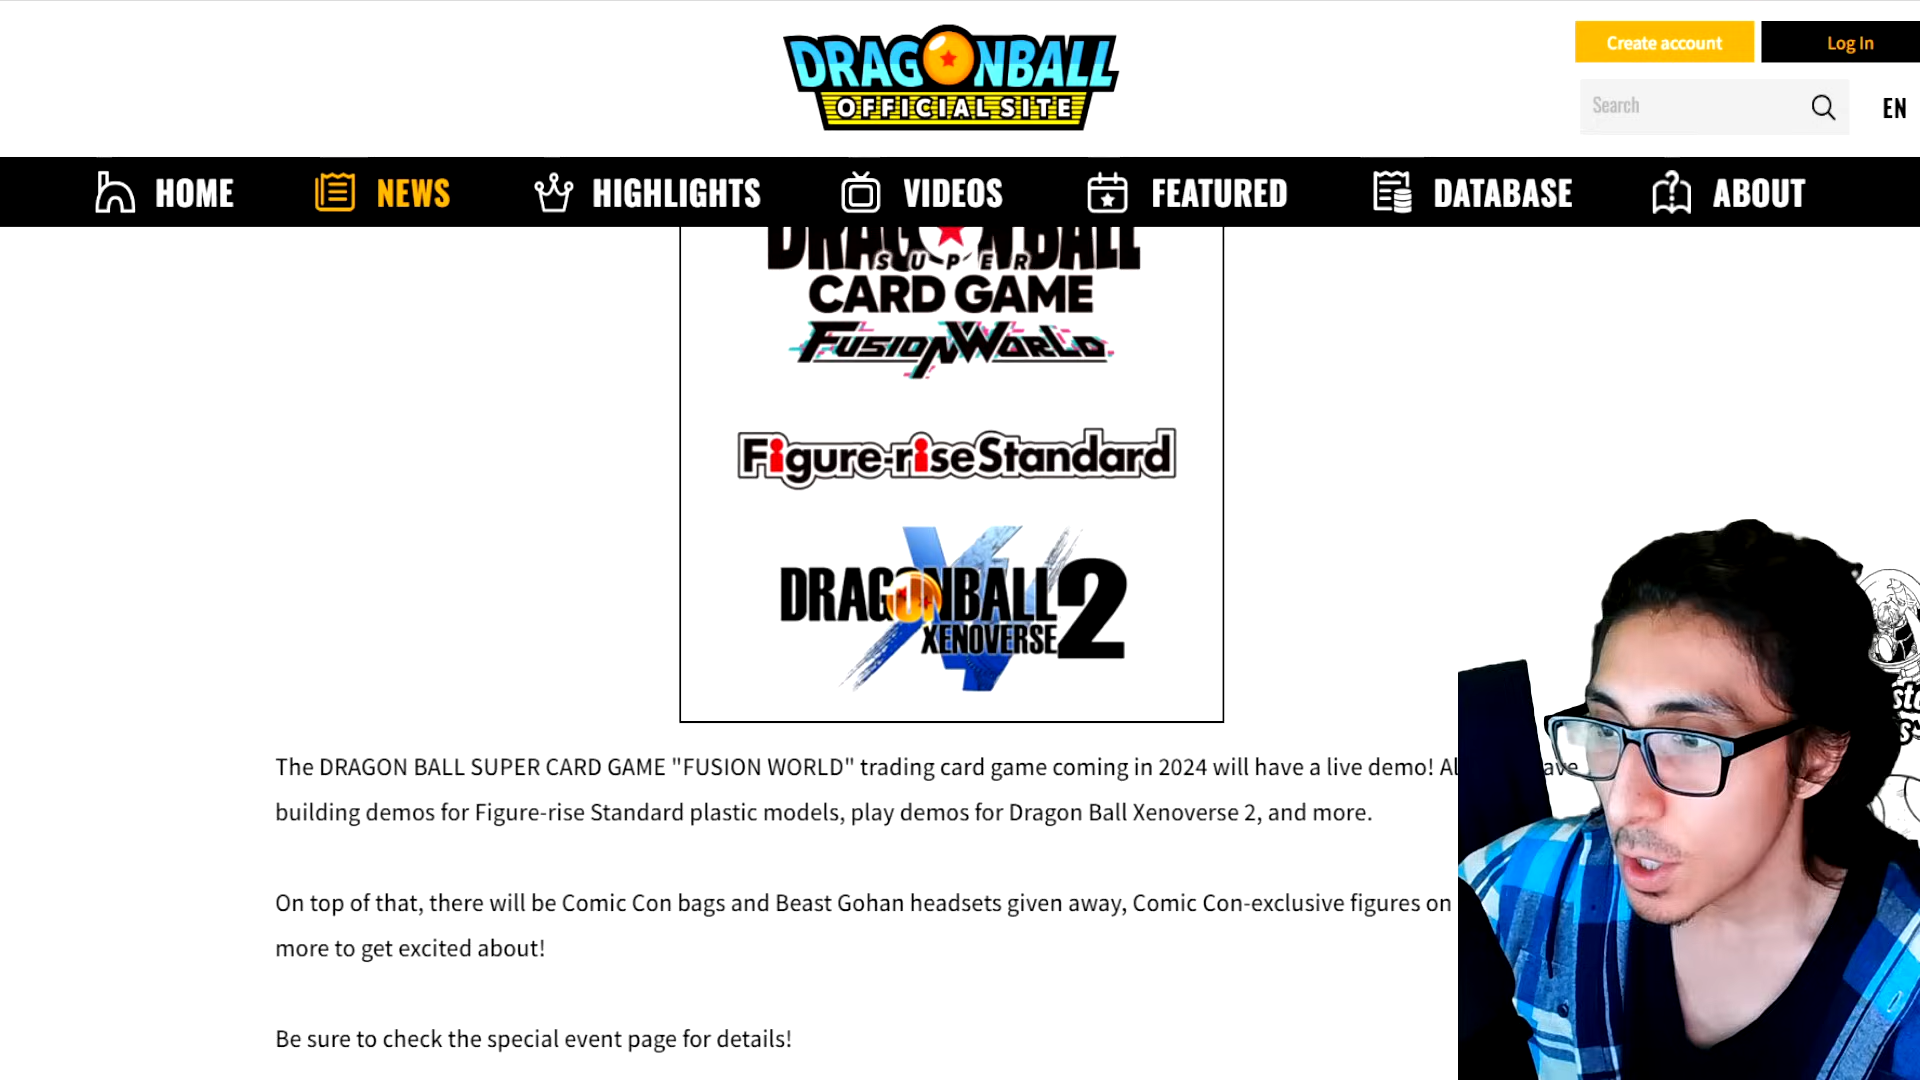 DRAGONBALL
OFFICIAL SITE
Create account
Log In
Search
EN
HOME
NEWS
HIGHLIGHTS
VIDEOS
FEATURED
DATABASE
ABOUT
DRAGON BALL
SUPER
CARD GAME
FUSION WORLD
Figure-rise Standard
DRAGONBALL
XENOVERSE 2
The DRAGON BALL SUPER CARD GAME "FUSION WORLD" trading card game coming in 2024 will have a live demo!
building demos for Figure-rise Standard plastic models, play demos for Dragon Ball Xenoverse 2, and more.
On top of that, there will be Comic Con bags and Beast Gohan headsets given away, Comic Con-exclusive figures on
more to get excited about!
Be sure to check the special event page for details!